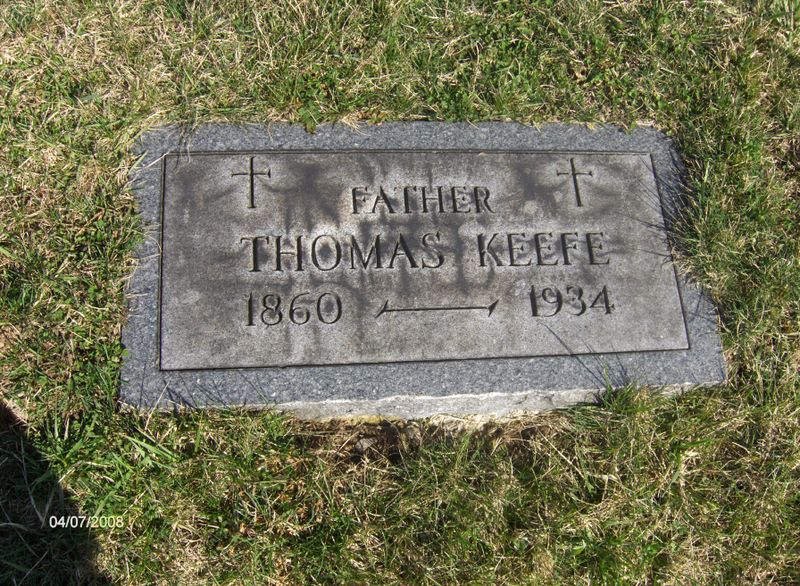 FATHER
THOMAS KEEFE
1860 1934
04/07/2008